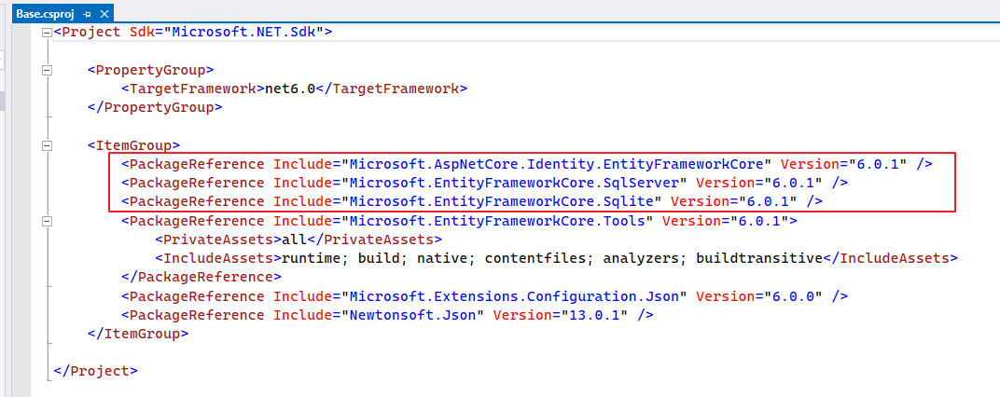 Base.csproj
<Project Sdk="Microsoft.NET.Sdk">
<PropertyGroup>
<TargetFramework>net6.0</TargetFramework>
</PropertyGroup>
<ItemGroup>
<PackageReference Include="Microsoft.AspNetCore.Identity.EntityFrameworkCore" Version="6.0.1" />
<PackageReference Include="Microsoft.EntityFrameworkCore.SqlServer" Version="6.0.1" />
<PackageReference Include="Microsoft.EntityFrameworkCore.Sqlite" Version="6.0.1" />
<PackageReference Include="Microsoft.EntityFrameworkCore.Tools" Version="6.0.1">
<PrivateAssets>all</PrivateAssets>
<IncludeAssets>runtime; build; native; contentfiles; analyzers; buildtransitive</IncludeAssets>
</PackageReference>
<PackageReference Include="Microsoft.Extensions.Configuration.Json" Version="6.0.0" />
<PackageReference Include="Newtonsoft.Json" Version="13.0.1" />
</ItemGroup>
</Project>